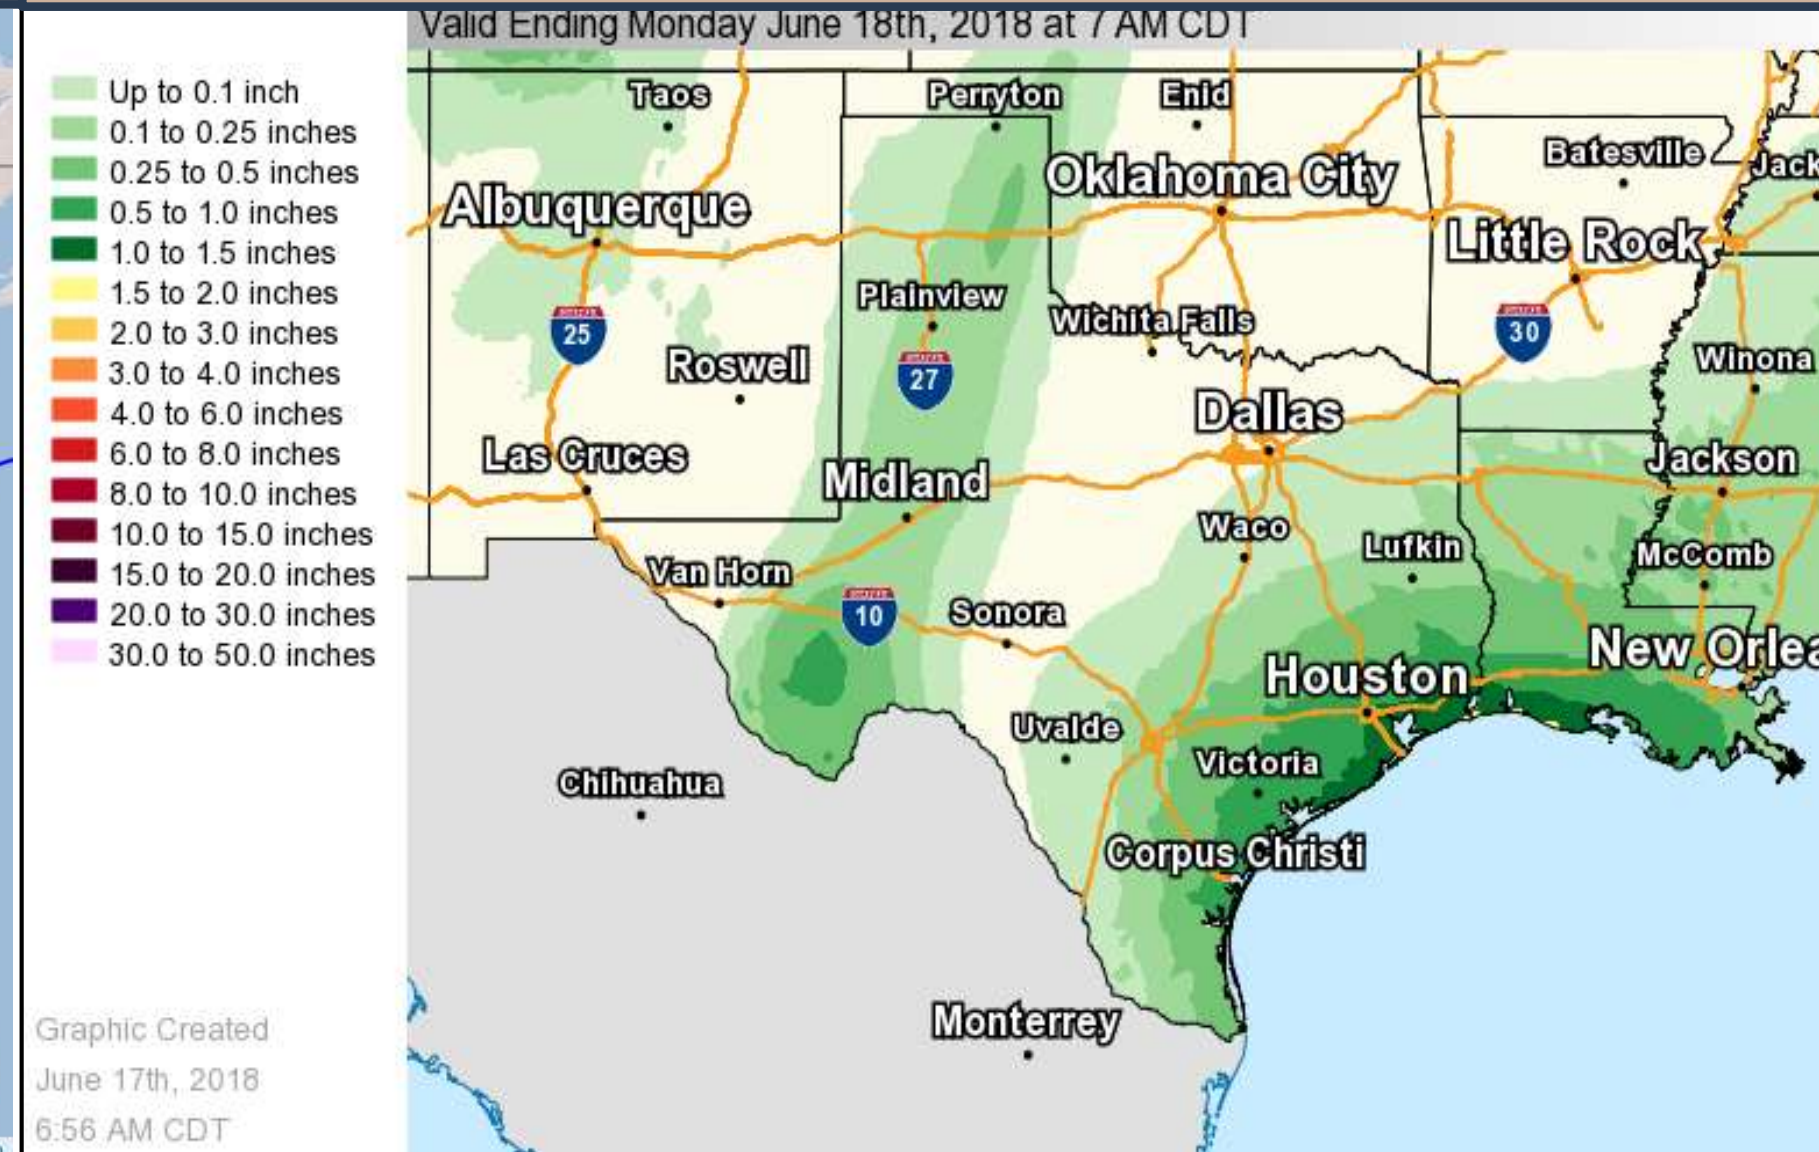 Valid Ending Monday June 18th, 2018 at 7 AM CDT
Up to 0.1 inch
0.1 to 0.25 inches
0.25 to 0.5 inches
0.5 to 1.0 inches
1.0 to 1.5 inches
1.5 to 2.0 inches
2.0 to 3.0 inches
3.0 to 4.0 inches
4.0 to 6.0 inches
6.0 to 8.0 inches
8.0 to 10.0 inches
10.0 to 15.0 inches
15.0 to 20.0 inches
20.0 to 30.0 inches
30.0 to 50.0 inches
Graphic Created
June 17th, 2018
6:56 AM CDT
Taos
Perryton
Enid
Batesville
Jack
Oklahoma City
Albuquerque
Little Rock
Plainview
Wichita Falls
25
30
Roswell
27
Winona
Dallas
Las Cruces
Midland
Jackson
Waco
Lufkin
McComb
Van Horn
10
Sonora
New Orlea
Houston
Uvalde
Victoria
Chihuahua
Corpus Christi
Monterrey